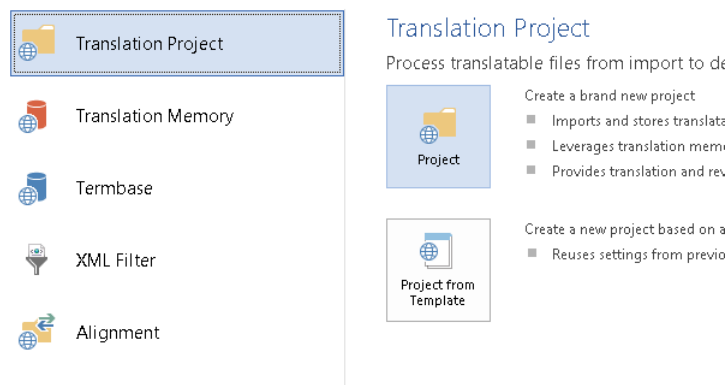 Translation Project
Translation Memory
Termbase
XML Filter
Alignment
Translation Project
Process translatable files from import to
Project
Create a brand new project
Imports and stores
Leverages translation
Provides translation and
Project from
Template
Create a new project based on a
Reuses settings from